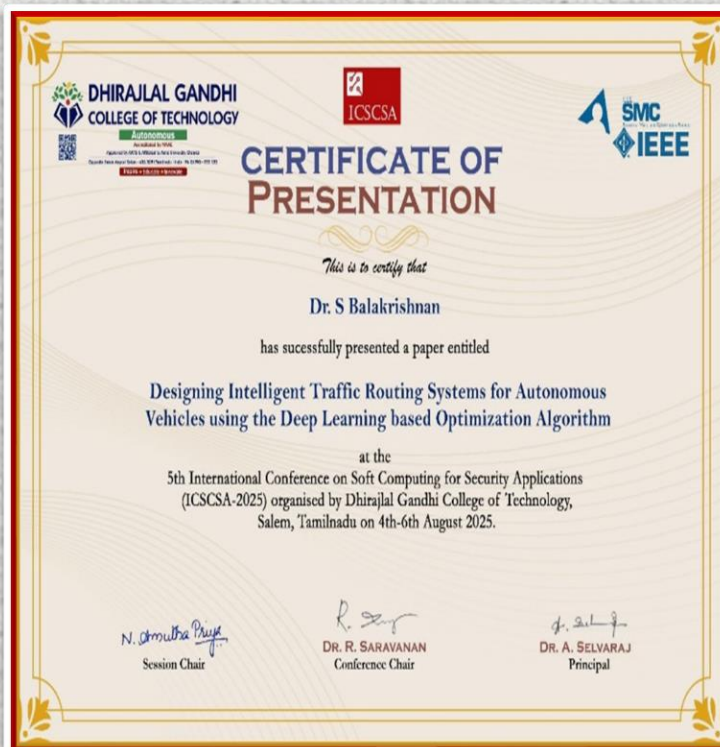 DHIRAJLAL GANDHI
COLLEGE OF TECHNOLOGY
Autonomous
Accredited by NAAC
ICSCSA
SMC
IEEE
CERTIFICATE OF
PRESENTATION
This is to certify that
Dr. S Balakrishnan
has sucessfully presented a paper entitled
Designing Intelligent Traffic Routing Systems for Autonomous
Vehicles using the Deep Learning based Optimization Algorithm
at the
5th International Conference on Soft Computing for Security Applications
(ICSCSA-2025) organised by Dhirajlal Gandhi College of Technology,
Salem, Tamilnadu on 4th-6th August 2025.
N. Amutha Priya
Session Chair
DR. R. SARAVANAN
Conference Chair
DR. A. SELVARAJ
Principal